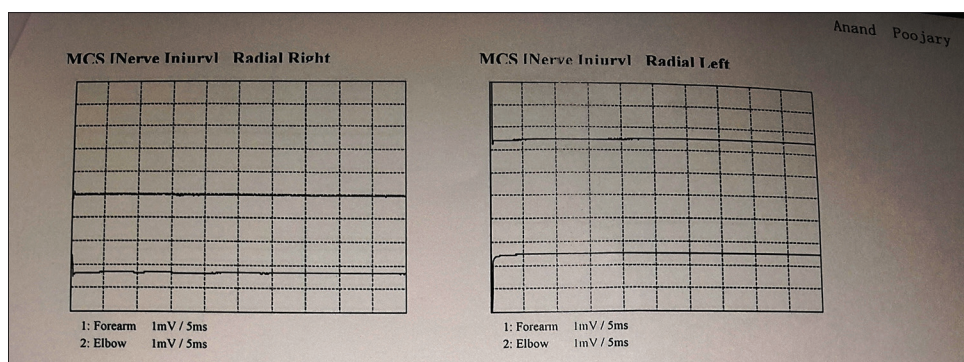 Anand Poojary
MCS [Nerve Injury] Radial Right
MCS [Nerve Injury] Radial Left
1: Forearm 1mV / 5ms
2: Elbow 1mV / 5ms
1: Forearm 1mV / 5ms
2: Elbow 1mV / 5ms